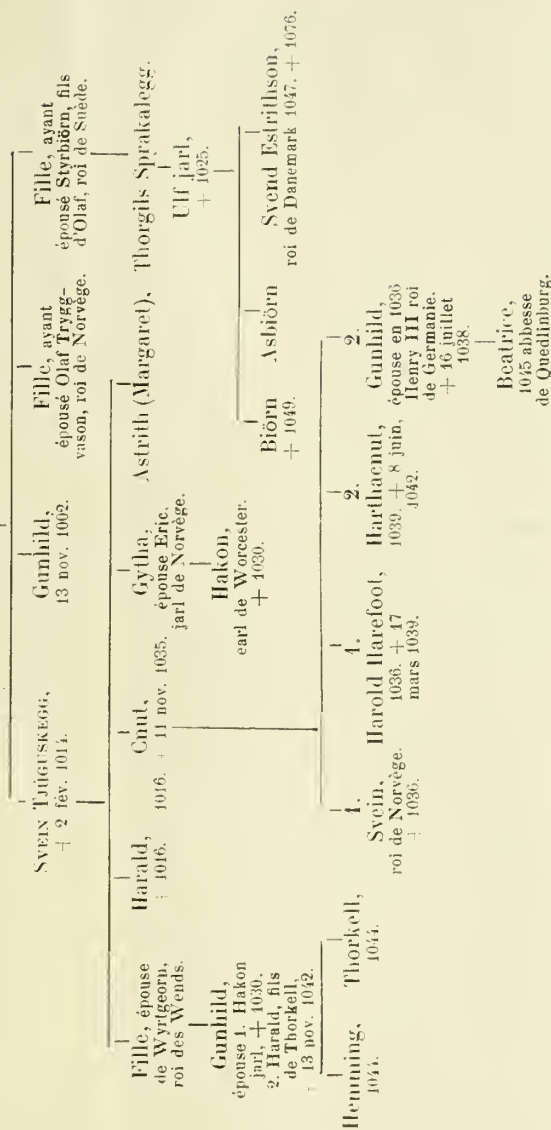 SVEIN TJUGUSKEGG,
+ 2 fév. 1014.
Gunhild,
13 nov. 1002.
Fille, ayant
épousé Olaf Trygg-
vason, roi de Norvège.
Fille, ayant
épousé Styrbiörn, fils
d'Olaf, roi de Suède.
Fille, épouse
de Wyrtgeorn,
roi des Wends.
Harald,
+ 1016.
Cnut,
1016. + 11 nov. 1035.
Gytha,
épouse Eric,
jarl de Norvège.
Astrith (Margaret),
Thorgils Sprakalegg.
Ulf jarl,
+ 1025.
Gunhild,
épouse 1. Hakon
jarl, + 1030.
2. Harald, fils
de Thorkell,
13 nov. 1042.
Hakon,
earl de Worcester.
+ 1030.
Biörn
+ 1049.
Asbiörn
Svend Estrithson,
roi de Danemark 1047. + 1076.
Hemming,
1044.
Thorkell,
1044.
1.
Svein,
roi de Norvège.
+ 1036.
1.
Harold Harefoot,
1036. + 17
mars 1039.
2.
Harthacnut,
1039. + 8 juin,
1042.
2.
Gunhild,
épouse en 1036
Henry III roi
de Germanie.
+ 16 juillet
1038.
Beatrice,
1045 abbesse
de Quedlinburg.